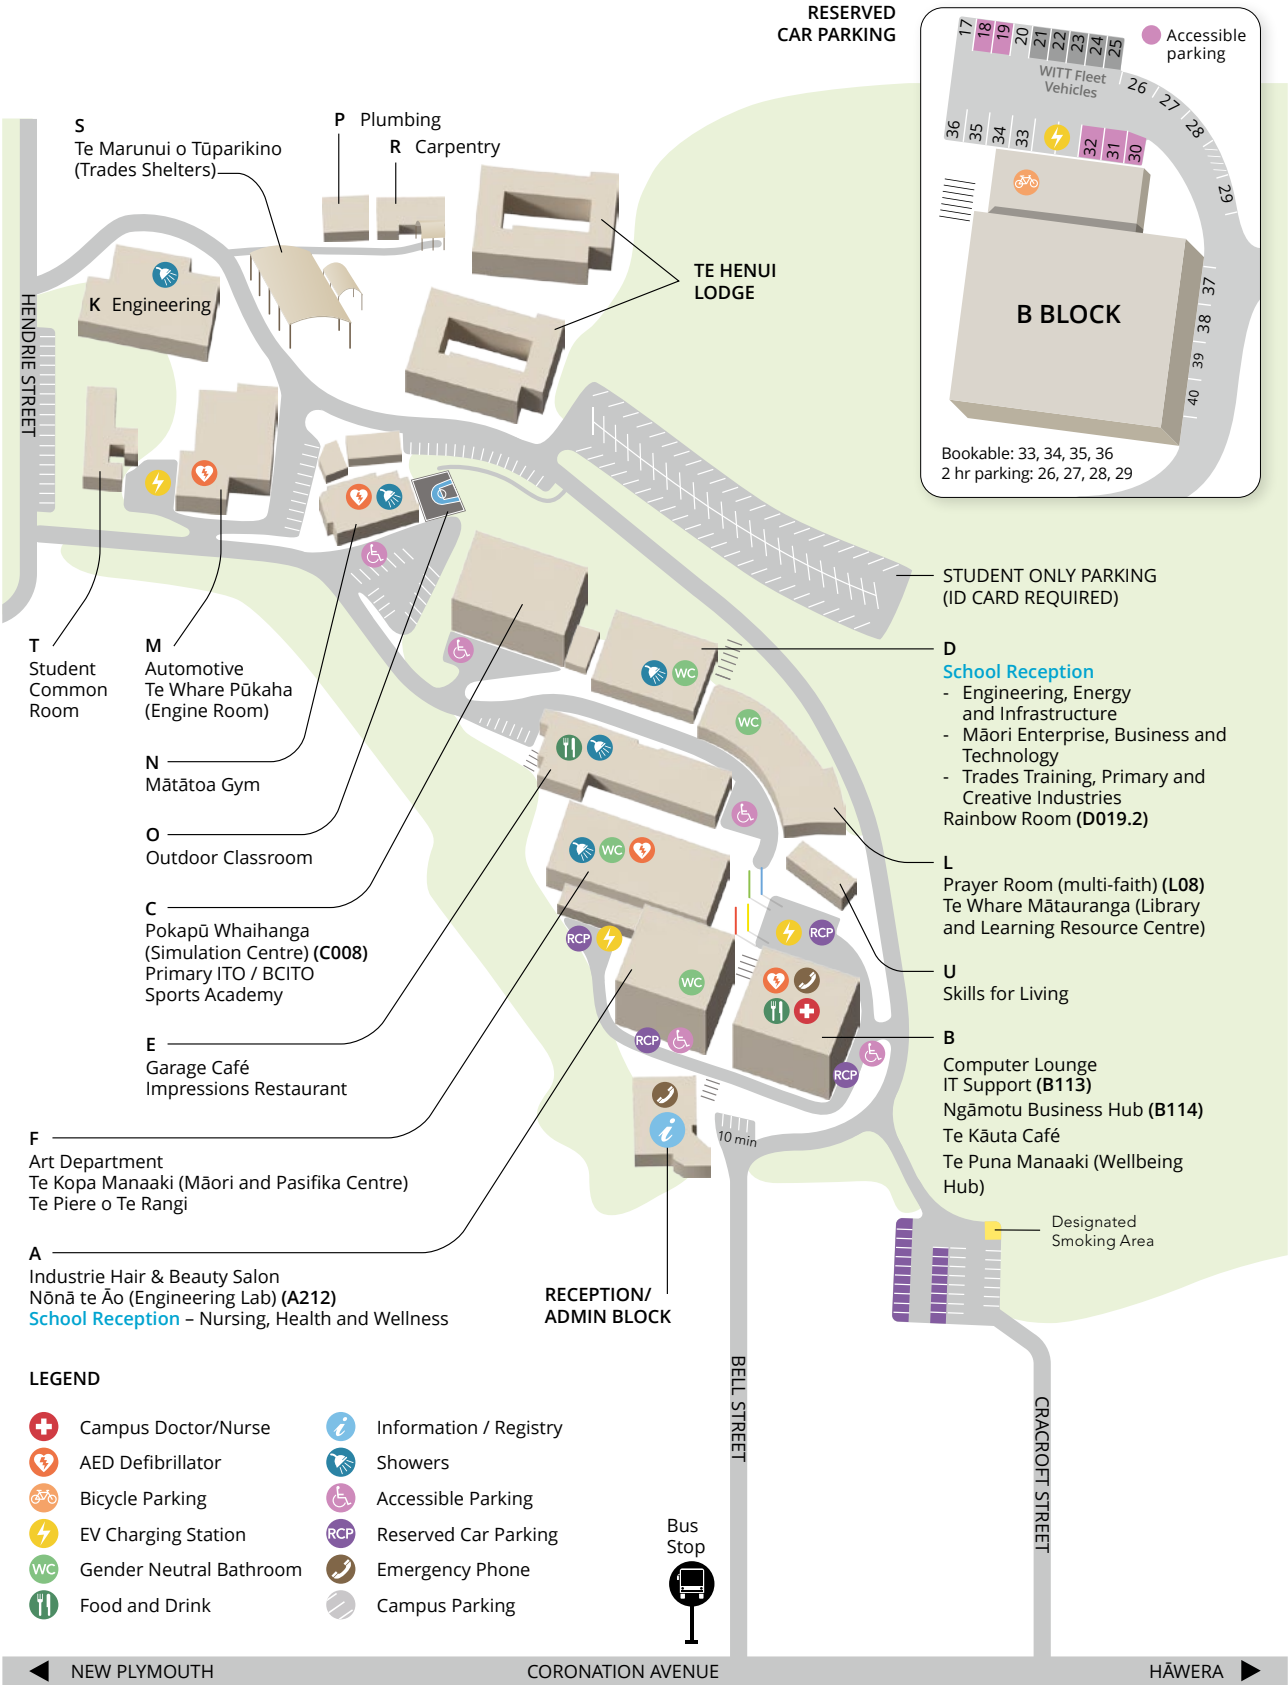 RESERVED
CAR PARKING
17
18
19
20
21
22
23
24
25
Accessible
parking
WITT Fleet
Vehicles
26
27
28
29
36
35
34
33
32
31
30
B BLOCK
37
38
39
40
Bookable: 33, 34, 35, 36
2 hr parking: 26, 27, 28, 29
S
Te Marunui o Tūparikino
(Trades Shelters)
P Plumbing
R Carpentry
TE HENUI
LODGE
K Engineering
HENDRIE STREET
STUDENT ONLY PARKING
(ID CARD REQUIRED)
T
Student
Common
Room
M
Automotive
Te Whare Pūkaha
(Engine Room)
N
Mātātoa Gym
O
Outdoor Classroom
C
Pokapū Whaihanga
(Simulation Centre) (C008)
Primary ITO / BCITO
Sports Academy
E
Garage Café
Impressions Restaurant
F
Art Department
Te Kopa Manaaki (Māori and Pasifika Centre)
Te Piere o Te Rangi
A
Industrie Hair & Beauty Salon
Nōnā te Āo (Engineering Lab) (A212)
School Reception – Nursing, Health and Wellness
D
School Reception
- Engineering, Energy
and Infrastructure
- Māori Enterprise, Business and
Technology
- Trades Training, Primary and
Creative Industries
Rainbow Room (D019.2)
L
Prayer Room (multi-faith) (L08)
Te Whare Mātauranga (Library
and Learning Resource Centre)
U
Skills for Living
B
Computer Lounge
IT Support (B113)
Ngāmotu Business Hub (B114)
Te Kāuta Café
Te Puna Manaaki (Wellbeing
Hub)
WC
WC
WC
RCP
RCP
WC
RCP
RCP
i
10 min
Designated
Smoking Area
RECEPTION/
ADMIN BLOCK
BELL STREET
CRACROFT STREET
LEGEND
Campus Doctor/Nurse
AED Defibrillator
Bicycle Parking
EV Charging Station
WC Gender Neutral Bathroom
Food and Drink
i Information / Registry
Showers
Accessible Parking
RCP Reserved Car Parking
Emergency Phone
Campus Parking
Bus
Stop
NEW PLYMOUTH
CORONATION AVENUE
HĀWERA